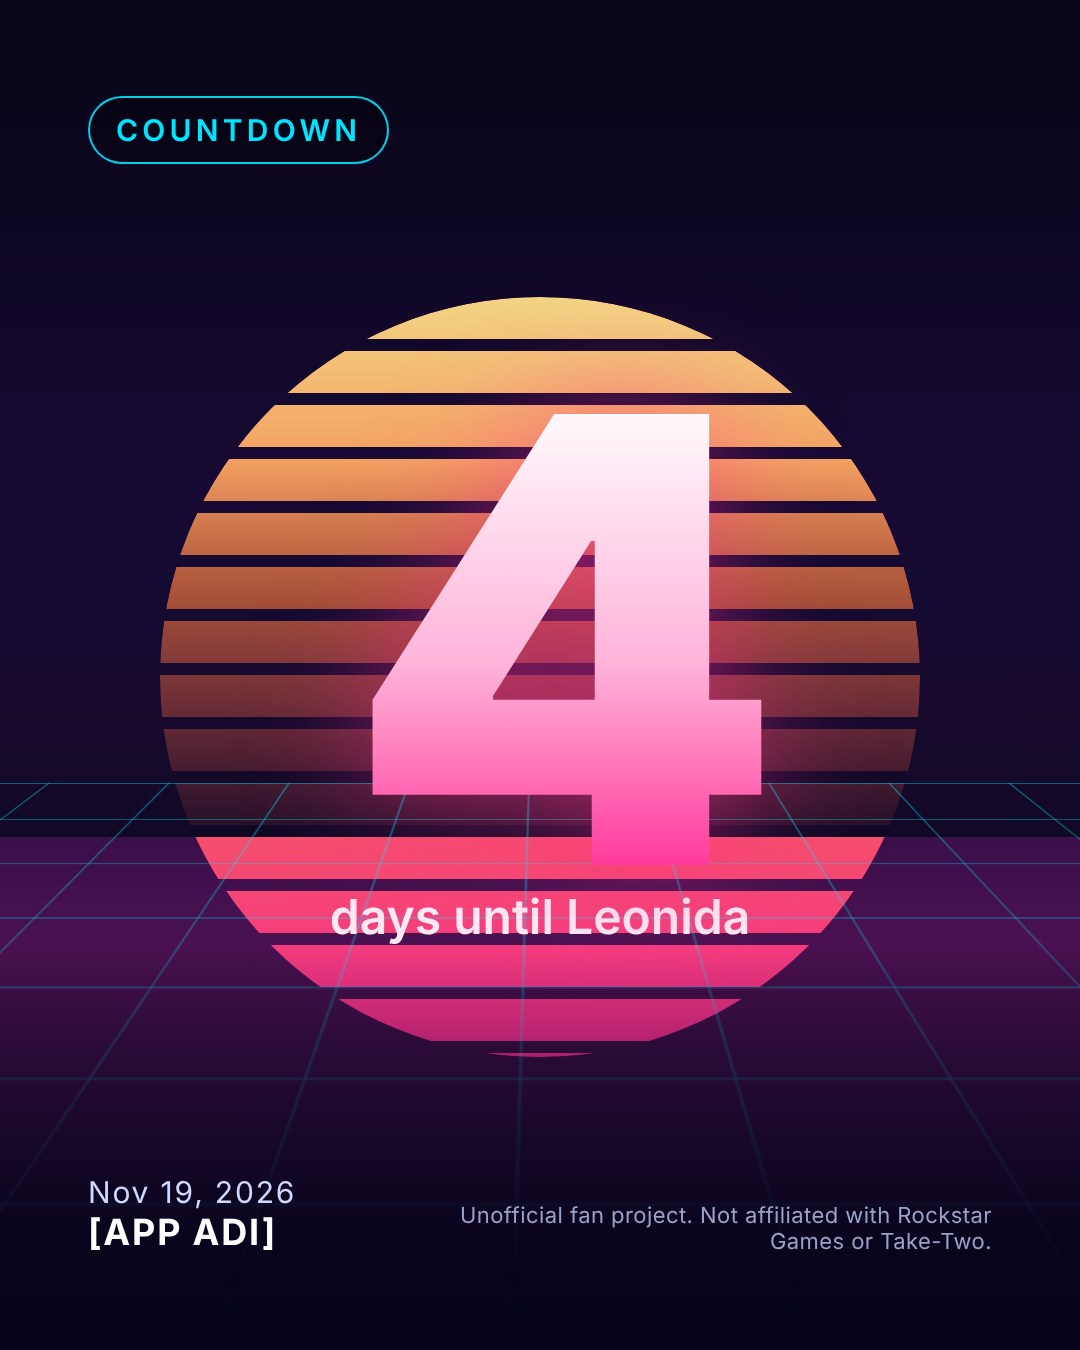 COUNTDOWN
4
days until Leonida
Nov 19, 2026
[APP ADI]
Unofficial fan project. Not affiliated with Rockstar
Games or Take-Two.